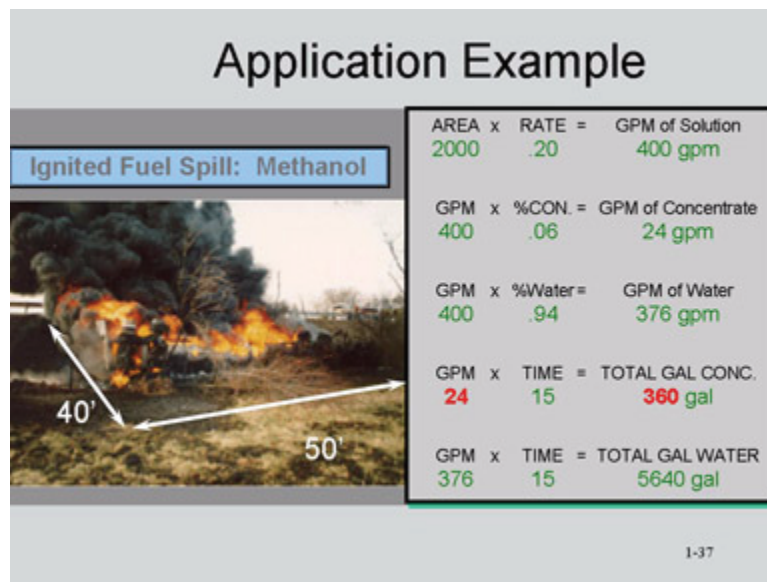 Application Example
Ignited Fuel Spill: Methanol
40'
50'
AREA x RATE = GPM of Solution
2000 .20 400 gpm
GPM x %CON. = GPM of Concentrate
400 .06 24 gpm
GPM x %Water= GPM of Water
400 .94 376 gpm
GPM x TIME = TOTAL GAL CONC.
24 15 360 gal
GPM x TIME = TOTAL GAL WATER
376 15 5640 gal
1-37